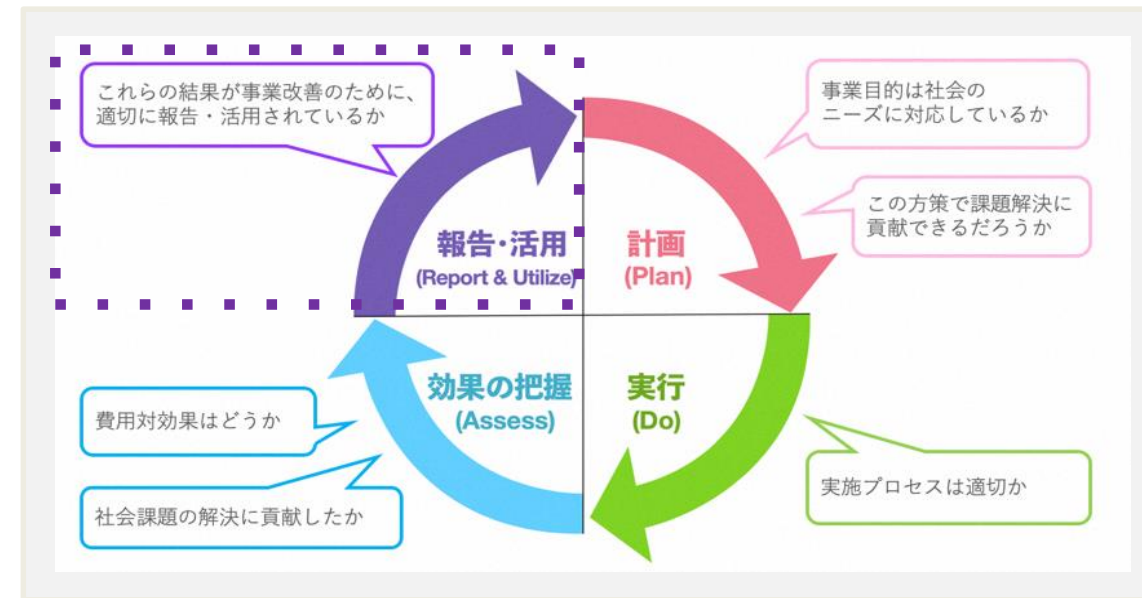 これらの結果が事業改善のために、
適切に報告・活用されているか
事業目的は社会の
ニーズに対応しているか
この方策で課題解決に
貢献できるだろうか
報告･活用
(Report & Utilize)
計画
(Plan)
効果の把握
(Assess)
実行
(Do)
費用対効果はどうか
社会課題の解決に貢献したか
実施プロセスは適切か